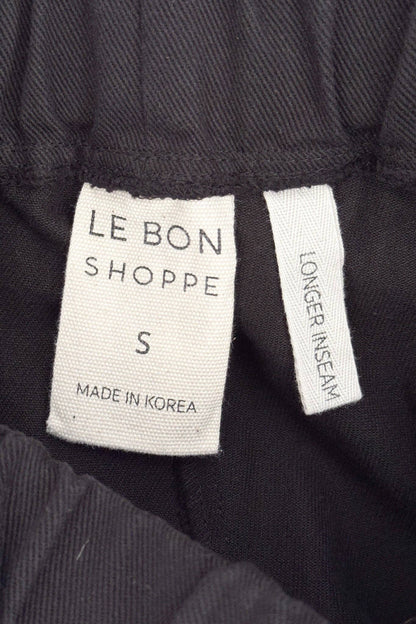 LE BON
SHOPPE
S
MADE IN KOREA
LONGER INSEAM